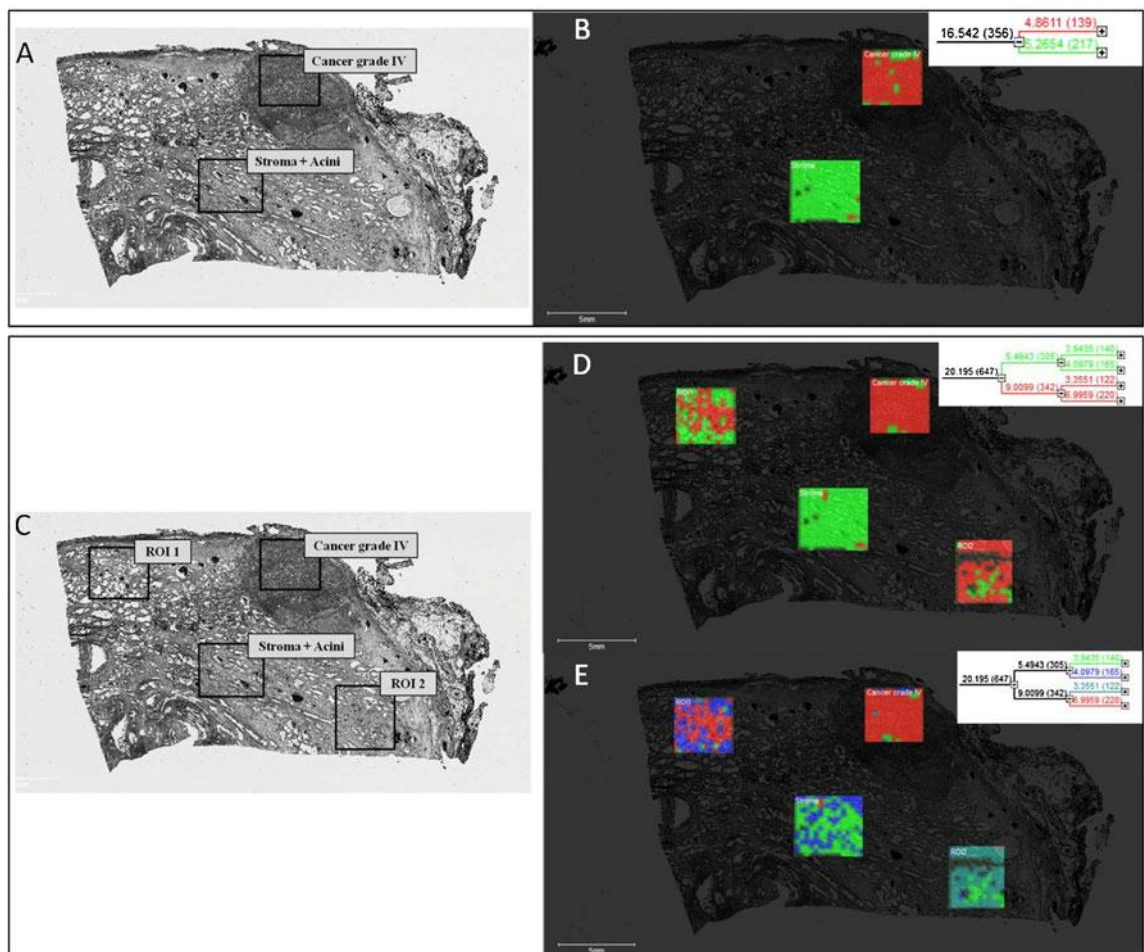 A
Cancer grade IV
Stroma + Acini
B
16.542 (356)
4.8611 (139)
5.2654 (217)
Cancer grade IV
Stroma
5mm
C
ROI 1
Cancer grade IV
Stroma + Acini
ROI 2
D
20.195 (647)
5.4943 (305)
9.0099 (342)
3.9435 (140)
4.0979 (165)
3.3551 (122)
6.9959 (220)
ROI1
Cancer grade IV
Stroma
ROI2
5mm
E
20.195 (647)
5.4943 (305)
9.0099 (342)
3.9435 (140)
4.0979 (165)
3.3551 (122)
6.9959 (220)
ROI1
Cancer grade IV
Stroma
ROI2
5mm